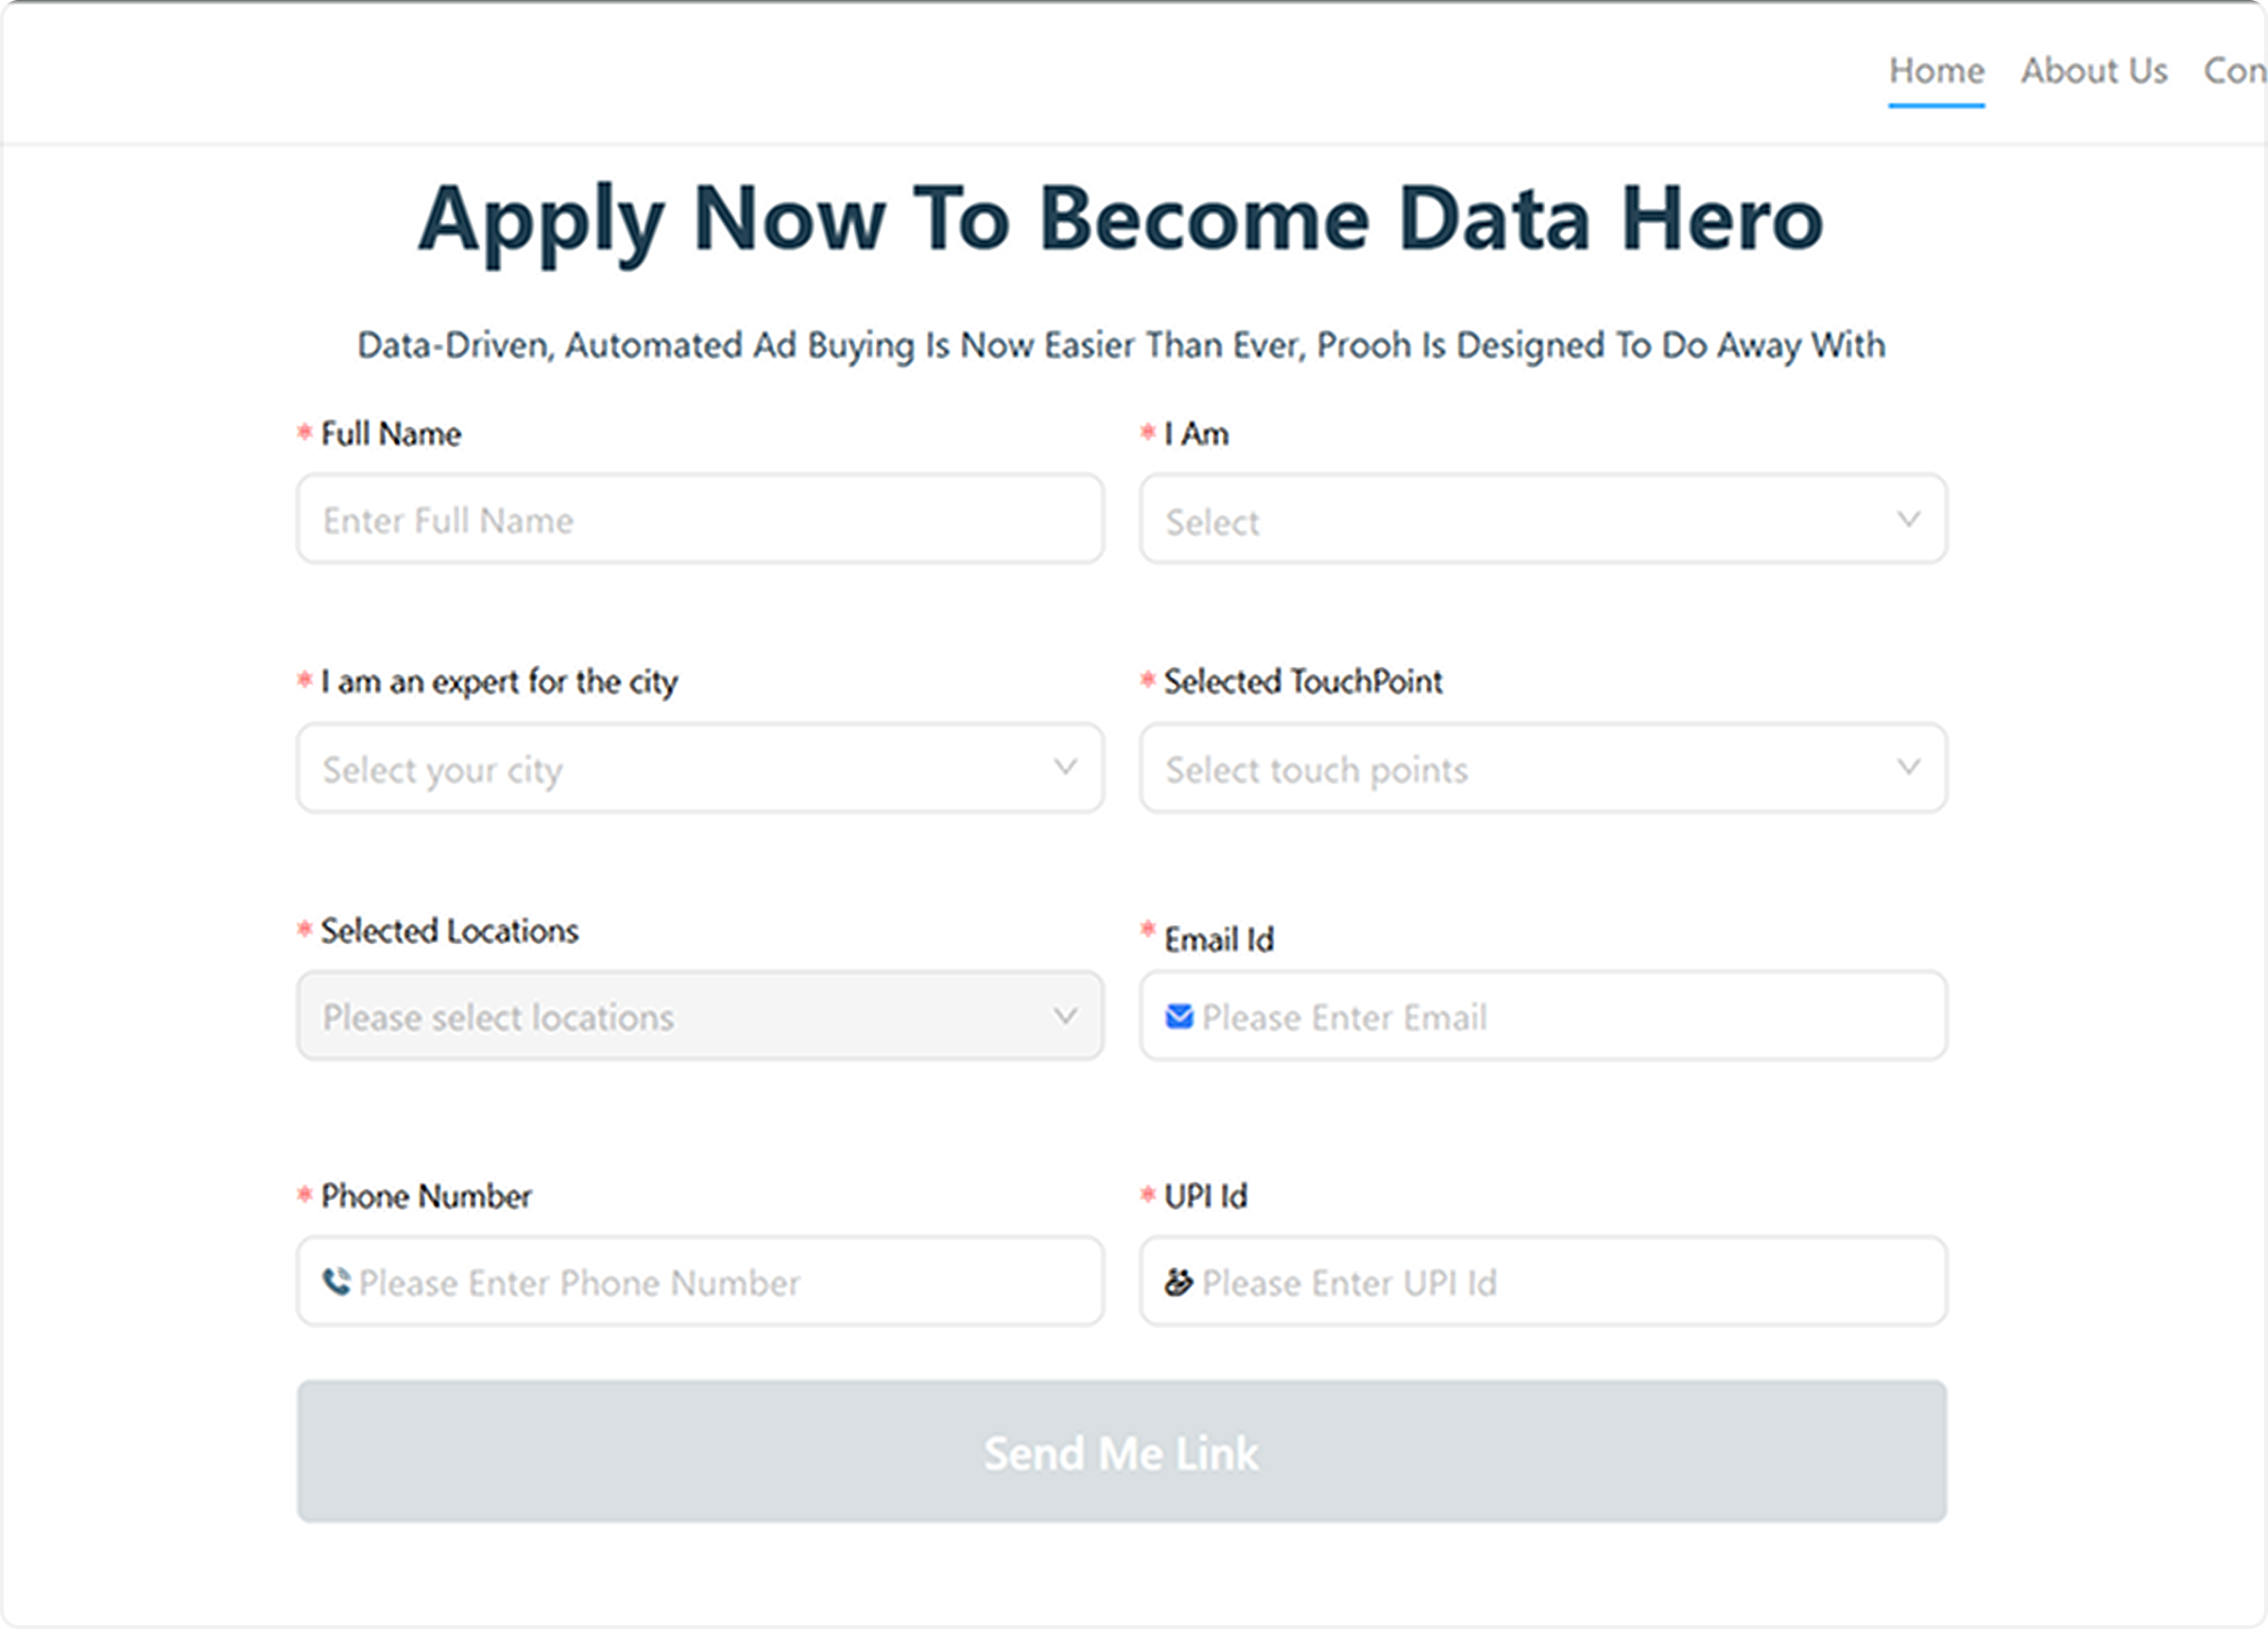 Home About Us Con
Apply Now To Become Data Hero
Data-Driven, Automated Ad Buying Is Now Easier Than Ever, Prooh Is Designed To Do Away With
* Full Name
* I Am
Enter Full Name
Select
* I am an expert for the city
* Selected TouchPoint
Select your city
Select touch points
* Selected Locations
* Email Id
Please select locations
Please Enter Email
* Phone Number
* UPI Id
Please Enter Phone Number
Please Enter UPI Id
Send Me Link